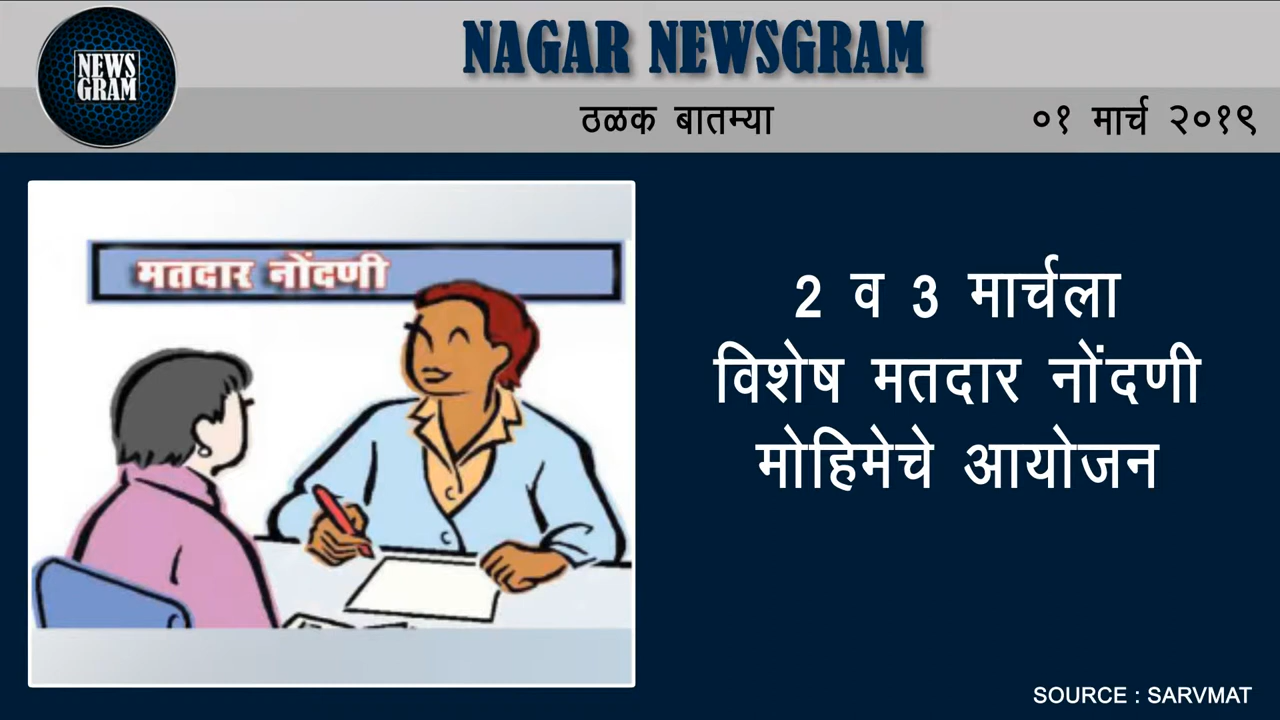 NEWS
GRAM
NAGAR NEWSGRAM
ठळक बातम्या
०१ मार्च २०१९
मतदार नोंदणी
2 व 3 मार्चला
विशेष मतदार नोंदणी
मोहिमेचे आयोजन
SOURCE : SARVMAT